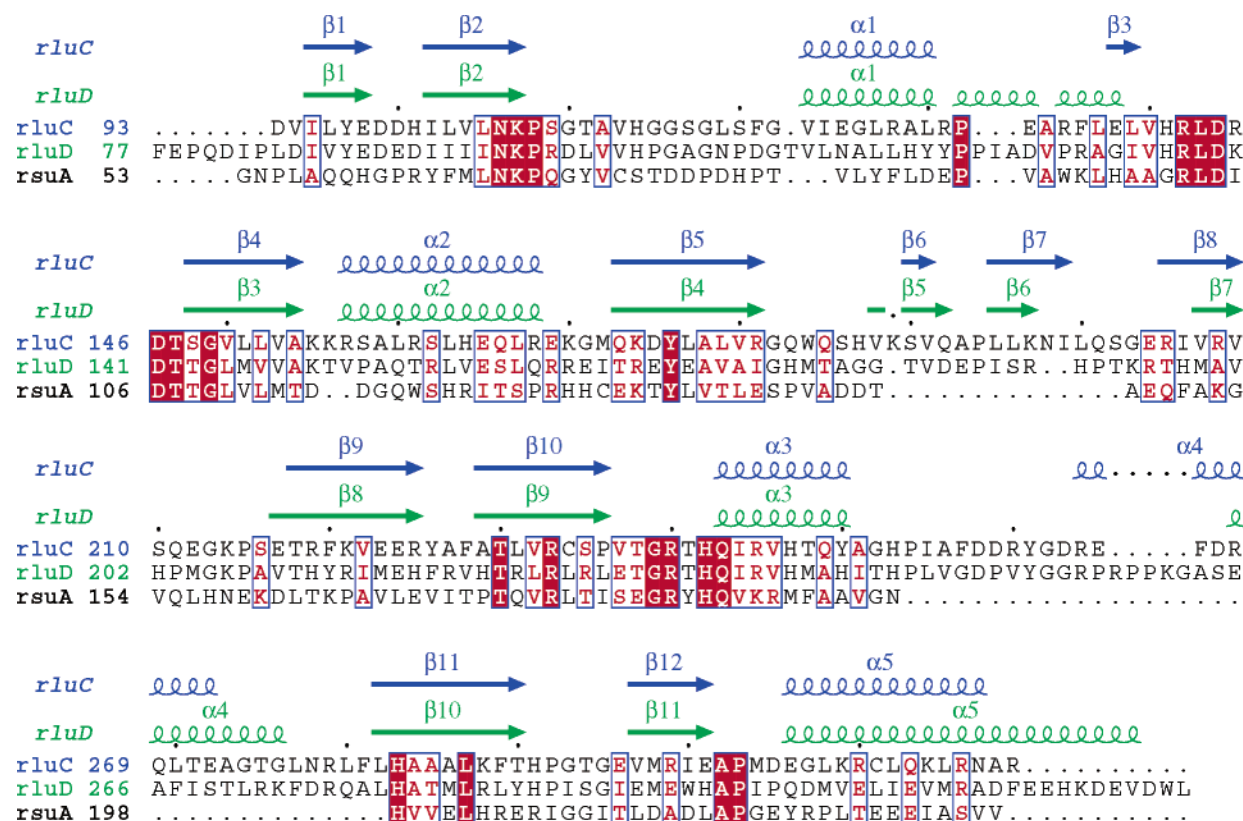 β1 β2 α1 β3
rluC
β1 β2 α1
rluD
rluC 93 .......DVILYEDDHILVLNKPSGTAVHGGSGLSFG.VIEGLRALRP...EARFLELVHRLDR
rluD 77 FEPQDIPLDIVYEDEDIIIINKPRDLVVHPGAGNPDGTVLNALLHYYPPIADVPRAGIVHRLDK
rsuA 53 .....GNPLAQQHGPRYFMLNKPQGYVCSTDDPDHPT...VLYFLDEP...VAWKLHAAGRLDI
β4 α2 β5 β6 β7 β8
rluC
β3 α2 β4 β5 β6 β7
rluD
rluC 146 DTSGVLLVAKKRSALRSLHEQLREKGMQKDYLALVRGQWQSHVKSVQAPLLKNILQSGERIVRV
rluD 141 DTTGLMVVAKTVPAQTRLVESLQRREITREYEAVAIGHMTAGG.TVDEPISR.HPTKRTHMAV
rsuA 106 DTTGLVLMTD..DGQWSHRITSPRHHCEKTYLVTLESPVADDT..............AEQFAKG
β9 β10 α3 α4
rluC
β8 β9 α3
rluD
rluC 210 SQEGKPSETRFKVEERYAFATLVRCSPVTGRTHQIRVHTQYAGHPIAFDDRYGDRE.....FDR
rluD 202 HPMGKPAVTHYRIMEHFRVHTRLRLRLETGRTHQIRVHMAHITHPLVGDPVYGGRPRPPKGASE
rsuA 154 VQLHNEKDLTKPAVLEVITPTQVRLTISEGRYHQVKRMFAAVGN....................
β11 β12 α5
rluC
α4 β10 β11 α5
rluD
rluC 269 QLTEAGTGLNRLFLHAAALKFTHPGTGEVMRIEAPMDEGLKRCLQKLRNAR..........
rluD 266 AFISTLRKFDRQALHATMLRLYHPISGIEMEWHAPIPQDMVELIEVMRADFEEHKDEVDWL
rsuA 198 ..............HVVELHRERIGGITLDADLAPGEYRPLTEEEIASVV...........